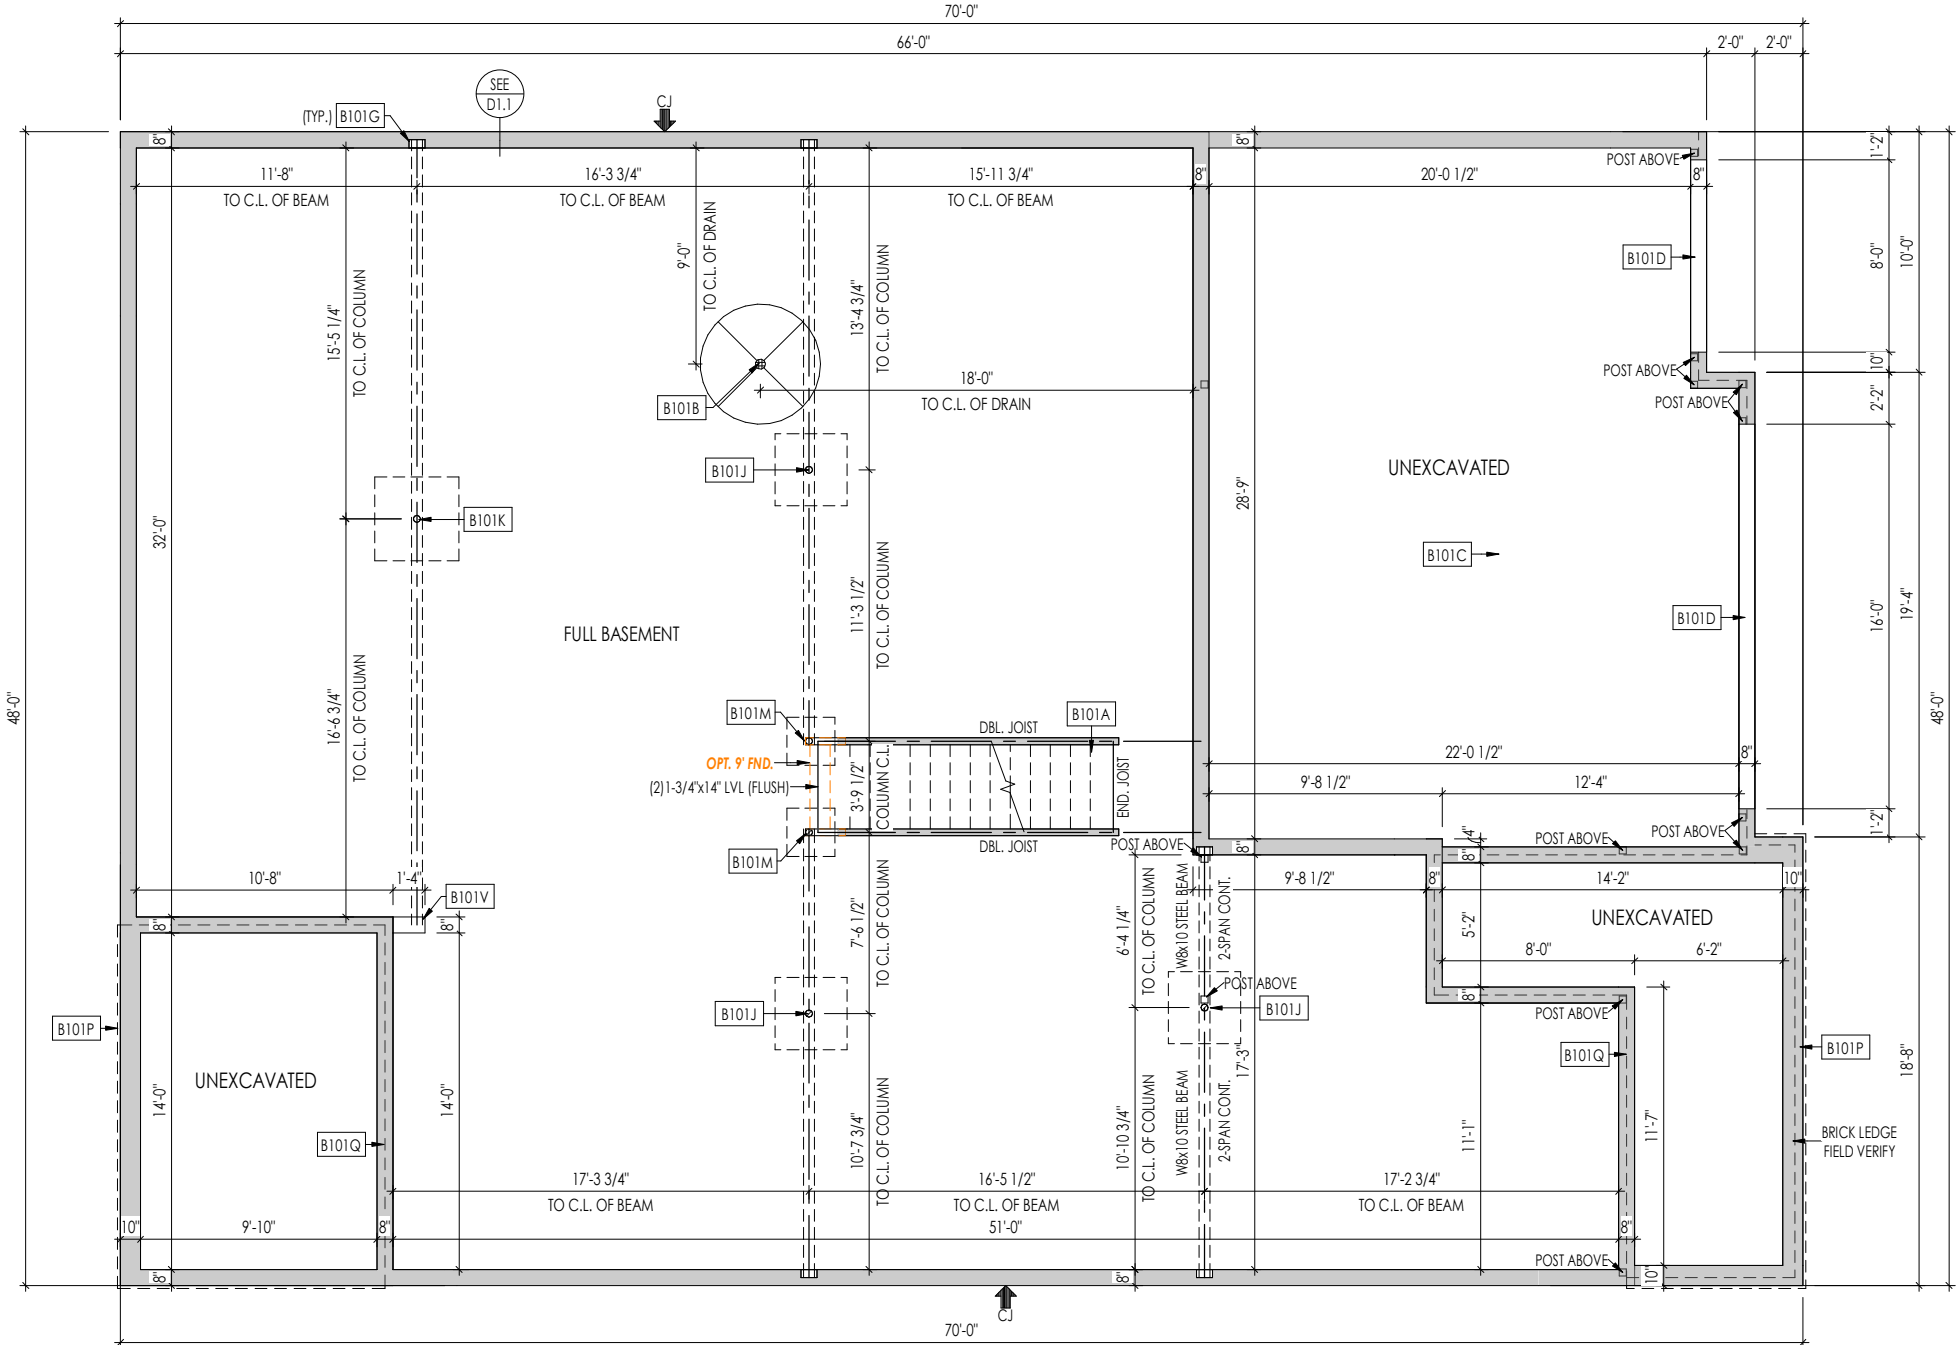 70'-0"
66'-0"
2'-0"
2'-0"
SEE
D1.1
(TYP.) B101G
CJ
8"
8"
1'-2"
POST ABOVE
11'-8"
TO C.L. OF BEAM
16'-3 3/4"
TO C.L. OF BEAM
15'-11 3/4"
TO C.L. OF BEAM
8"
20'-0 1/2"
8"
9'-0"
TO C.L. OF DRAIN
B101D
8'-0"
10'-0"
15'-5 1/4"
TO C.L. OF COLUMN
13'-4 3/4"
TO C.L. OF COLUMN
18'-0"
TO C.L. OF DRAIN
B101B
POST ABOVE
10"
POST ABOVE
2'-2"
B101J
UNEXCAVATED
28'-9"
B101K
32'-0"
B101C
FULL BASEMENT
11'-3 1/2"
TO C.L. OF COLUMN
B101D
16'-0"
19'-4"
48'-0"
48'-0"
16'-6 3/4"
TO C.L. OF COLUMN
B101M
DBL. JOIST
B101A
OPT. 9' FND.
(2)1-3/4"x14" LVL (FLUSH)
3'-9 1/2"
COLUMN C.L.
END. JOIST
22'-0 1/2"
8"
9'-8 1/2"
12'-4"
1'-2"
B101M
DBL. JOIST
POST ABOVE
8"
4"
8"
POST ABOVE
POST ABOVE
10'-8"
1'-4"
B101V
9'-8 1/2"
8"
14'-2"
10"
8"
8"
7'-6 1/2"
TO C.L. OF COLUMN
6'-4 1/4"
TO C.L. OF COLUMN
W8x10 STEEL BEAM
2-SPAN CONT.
5'-2"
UNEXCAVATED
8'-0"
6'-2"
B101J
POST ABOVE
B101J
8"
POST ABOVE
B101P
B101Q
B101P
17'-3"
18'-8"
UNEXCAVATED
14'-0"
14'-0"
B101Q
10'-7 3/4"
TO C.L. OF COLUMN
10'-10 3/4"
TO C.L. OF COLUMN
W8x10 STEEL BEAM
2-SPAN CONT.
11'-1"
11'-7"
BRICK LEDGE
FIELD VERIFY
17'-3 3/4"
TO C.L. OF BEAM
16'-5 1/2"
TO C.L. OF BEAM
17'-2 3/4"
TO C.L. OF BEAM
10"
9'-10"
8"
51'-0"
8"
POST ABOVE
8"
8"
10"
CJ
70'-0"